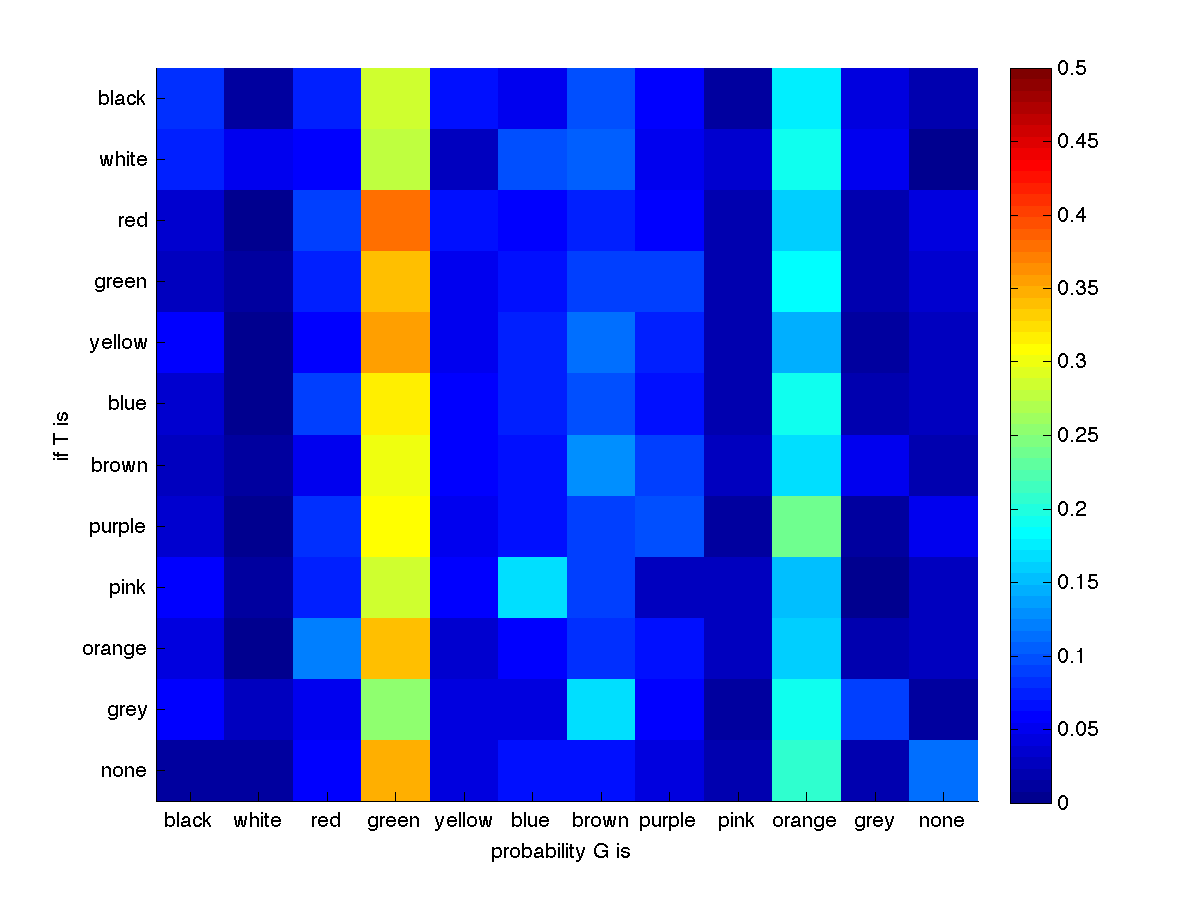 if T is
black
white
red
green
yellow
blue
brown
purple
pink
orange
grey
none
black white red green yellow blue brown purple pink orange grey none
probability G is
0.5
0.45
0.4
0.35
0.3
0.25
0.2
0.15
0.1
0.05
0